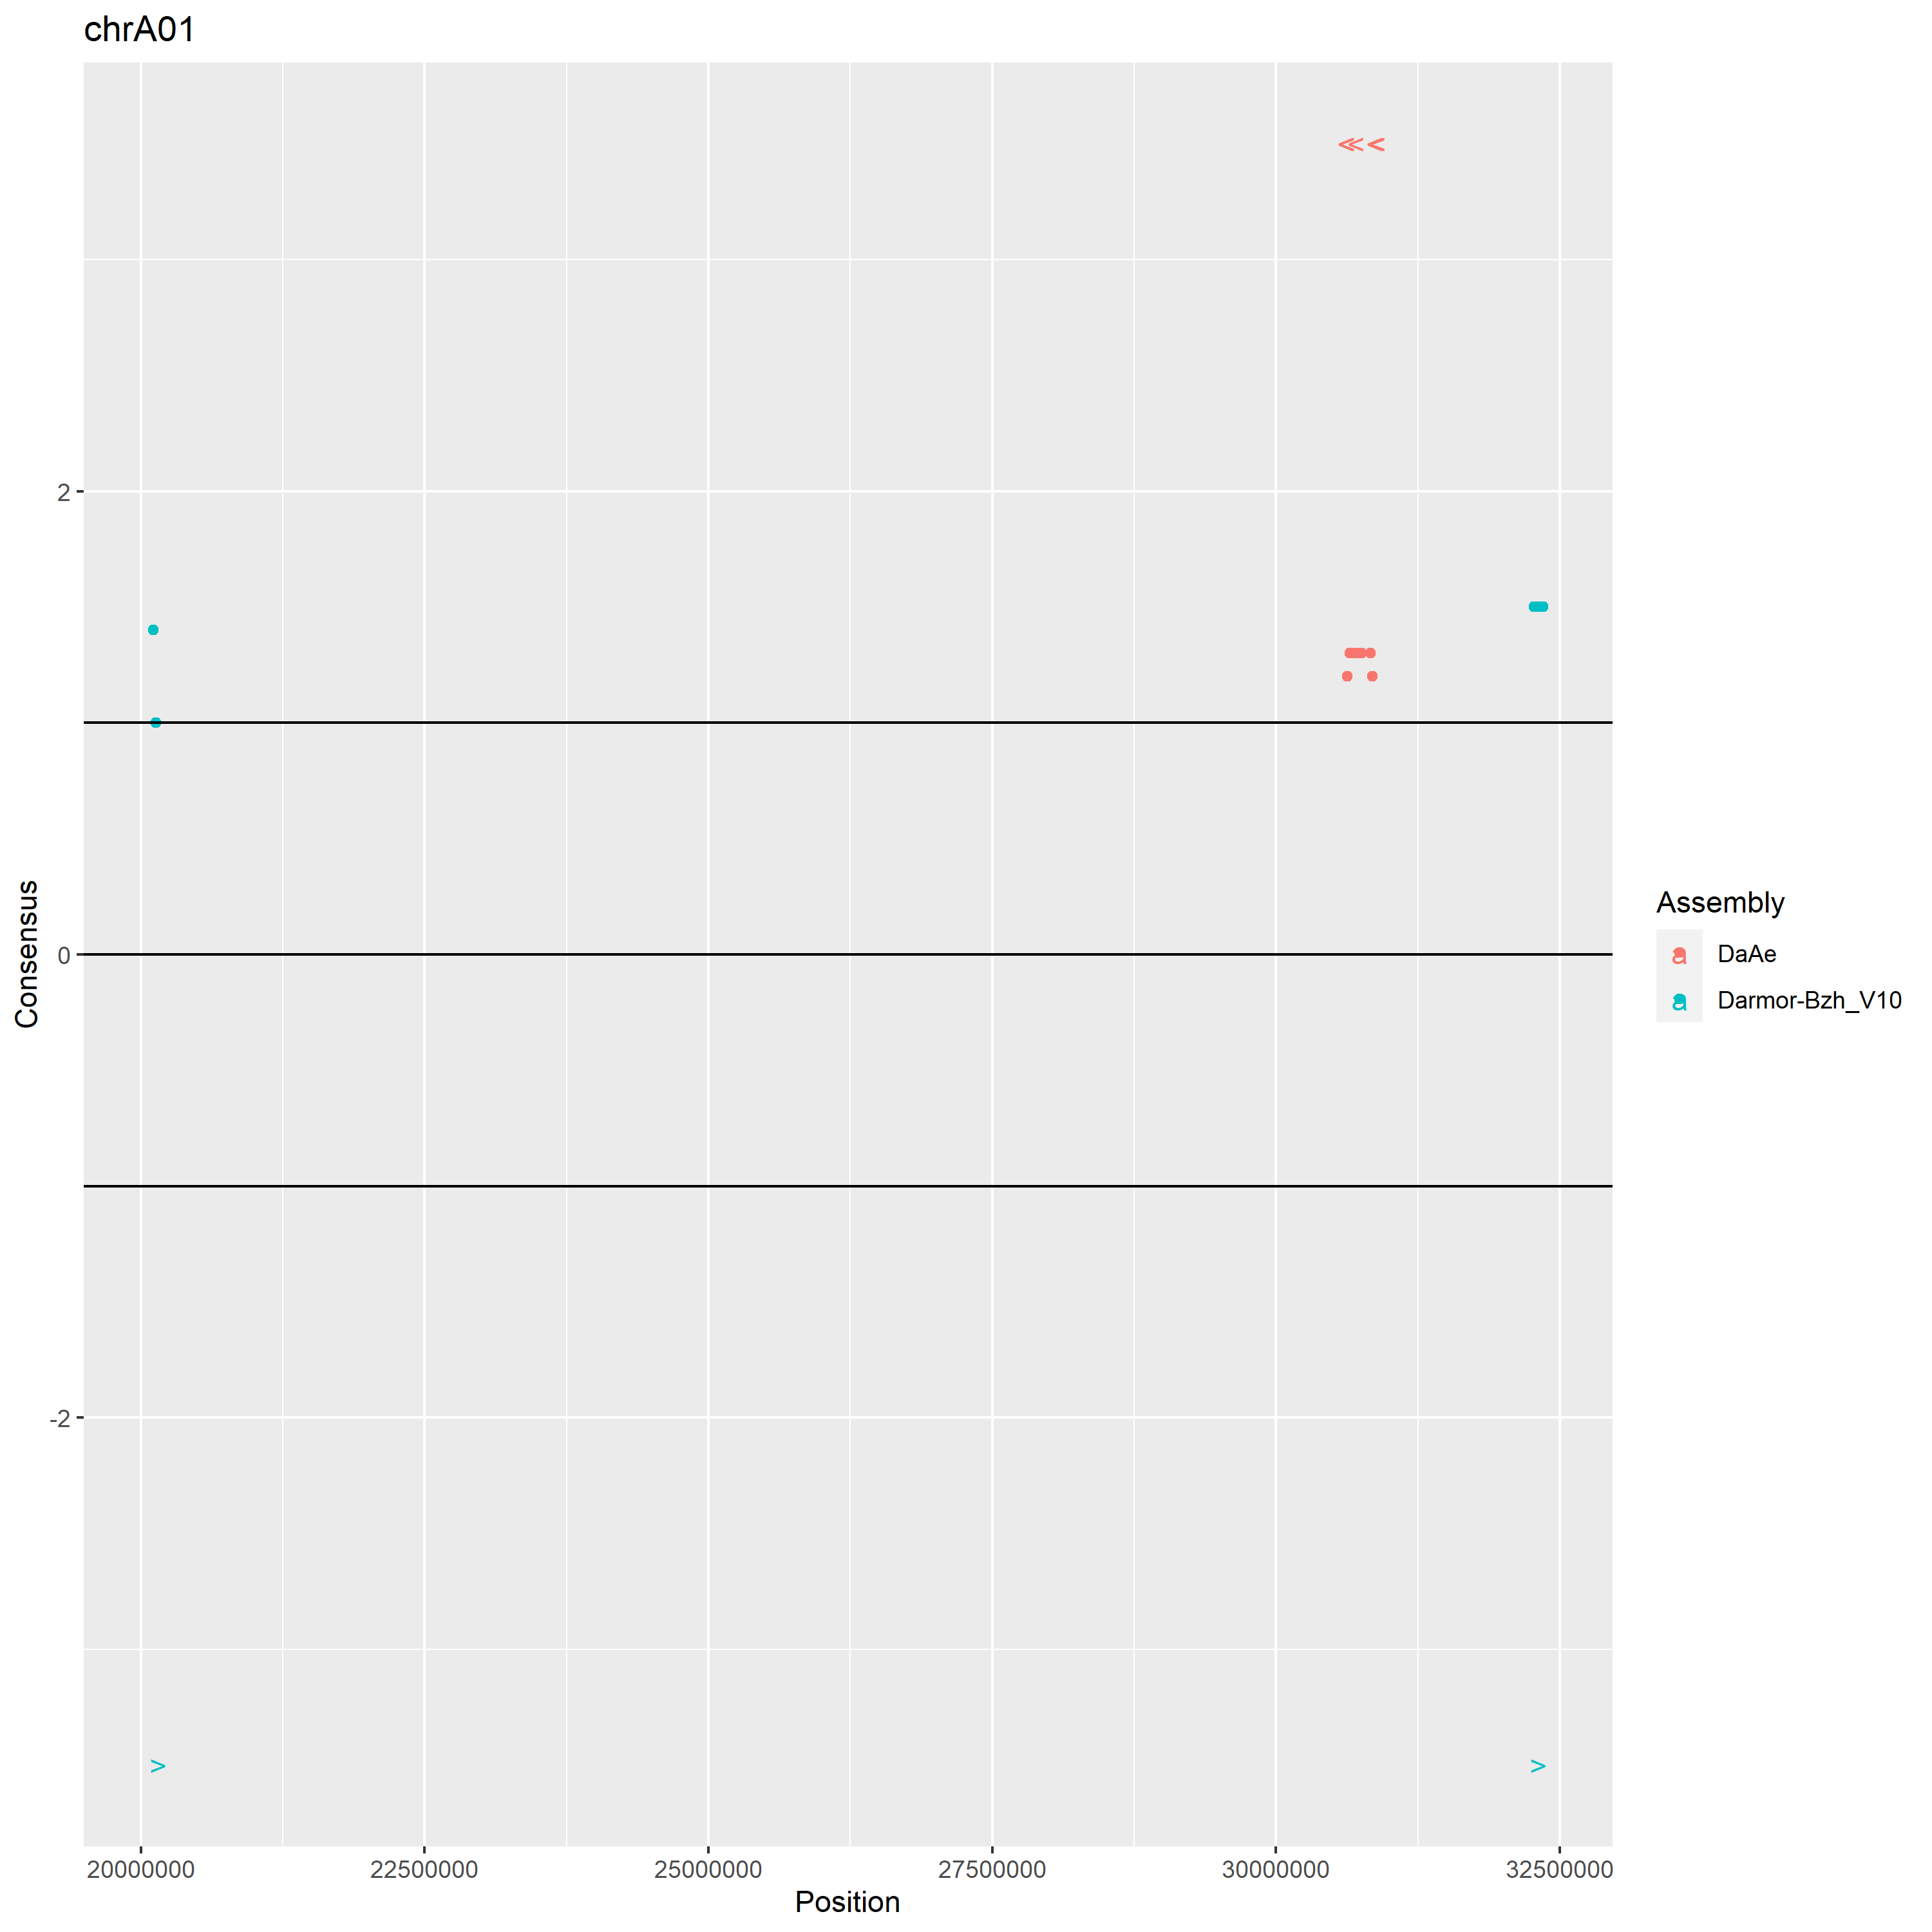 chrA01
<<<
2
0
-2
Consensus
> >
20000000 22500000 25000000 27500000 30000000 32500000
Position
Assembly
a DaAe
a Darmor-Bzh_V10